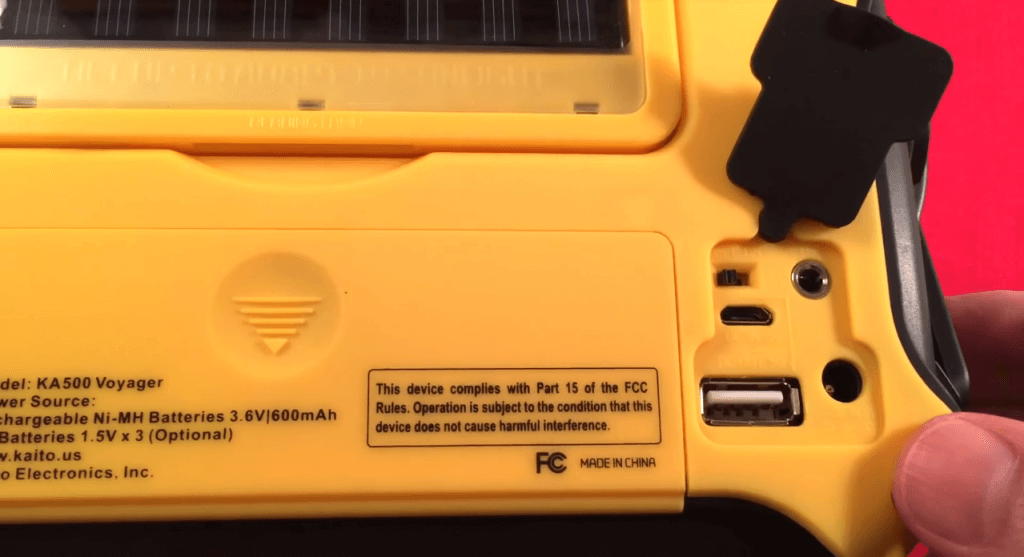 READING LAMP
del: KA500 Voyager
wer Source:
chargeable Ni-MH Batteries 3.6V|600mAh
Batteries 1.5V x 3 (Optional)
w.kaito.us
o Electronics, Inc.
This device complies with Part 15 of the FCC
Rules. Operation is subject to the condition that this
device does not cause harmful interference.
FC MADE IN CHINA